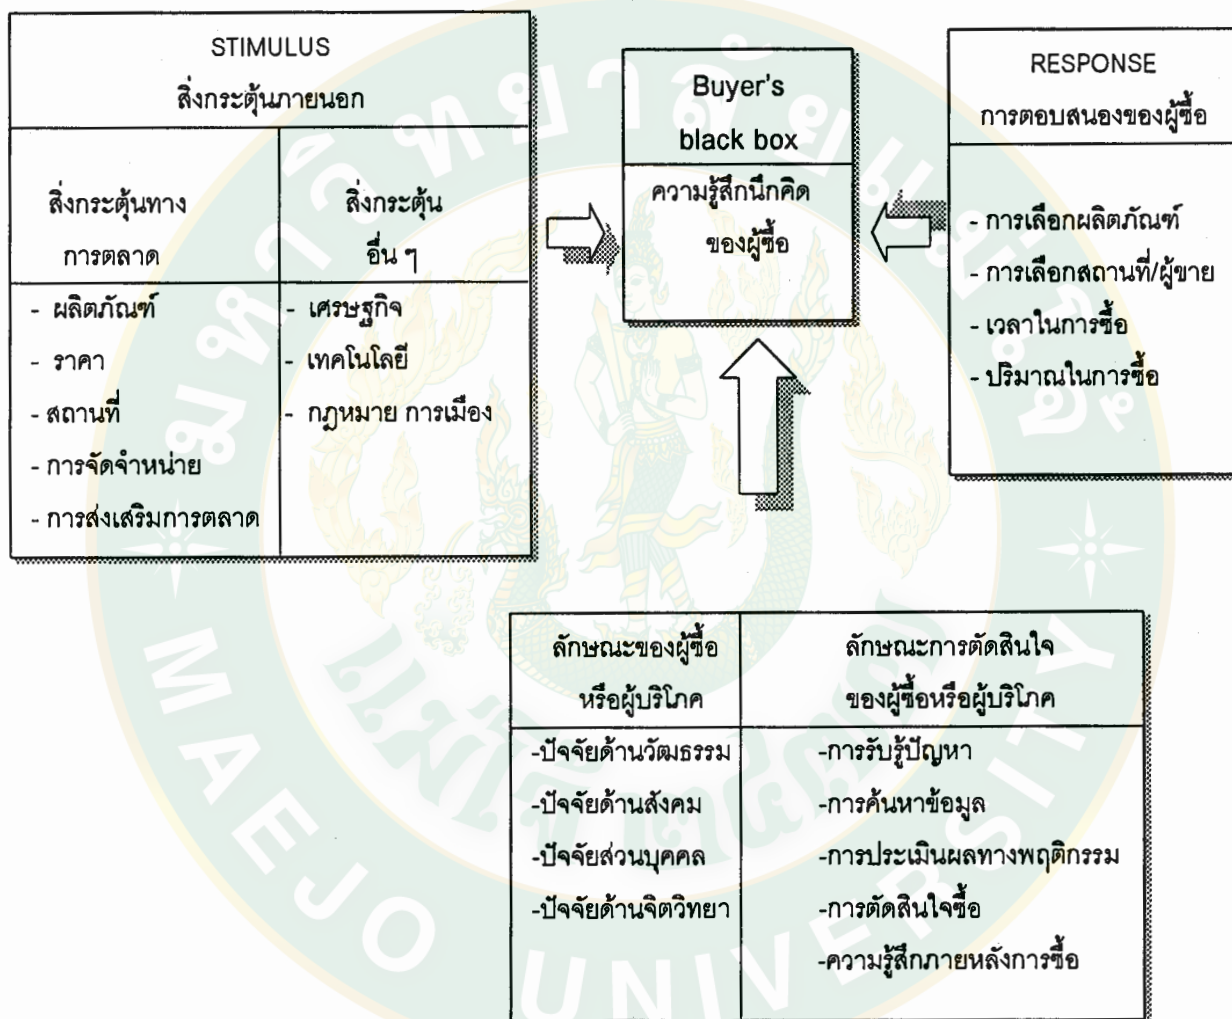 STIMULUS
สิ่งกระตุ้นภายนอก
สิ่งกระตุ้นทาง
การตลาด
สิ่งกระตุ้น
อื่น ๆ
- ผลิตภัณฑ์
- ราคา
- สถานที่
- การจัดจำหน่าย
- การส่งเสริมการตลาด
- เศรษฐกิจ
- เทคโนโลยี
- กฎหมาย การเมือง
Buyer's
black box
ความรู้สึกนึกคิด
ของผู้ซื้อ
RESPONSE
การตอบสนองของผู้ซื้อ
- การเลือกผลิตภัณฑ์
- การเลือกสถานที่/ผู้ขาย
- เวลาในการซื้อ
- ปริมาณในการซื้อ
ลักษณะของผู้ซื้อ
หรือผู้บริโภค
-ปัจจัยด้านวัฒธรรม
-ปัจจัยด้านสังคม
-ปัจจัยส่วนบุคคล
-ปัจจัยด้านจิตวิทยา
ลักษณะการตัดสินใจ
ของผู้ซื้อหรือผู้บริโภค
-การรับรู้ปัญหา
-การค้นหาข้อมูล
-การประเมินผลทางพฤติกรรม
-การตัดสินใจซื้อ
-ความรู้สึกภายหลังการซื้อ
มหาวิทยาลัยแม่โจ้
MAEJO UNIVERSITY